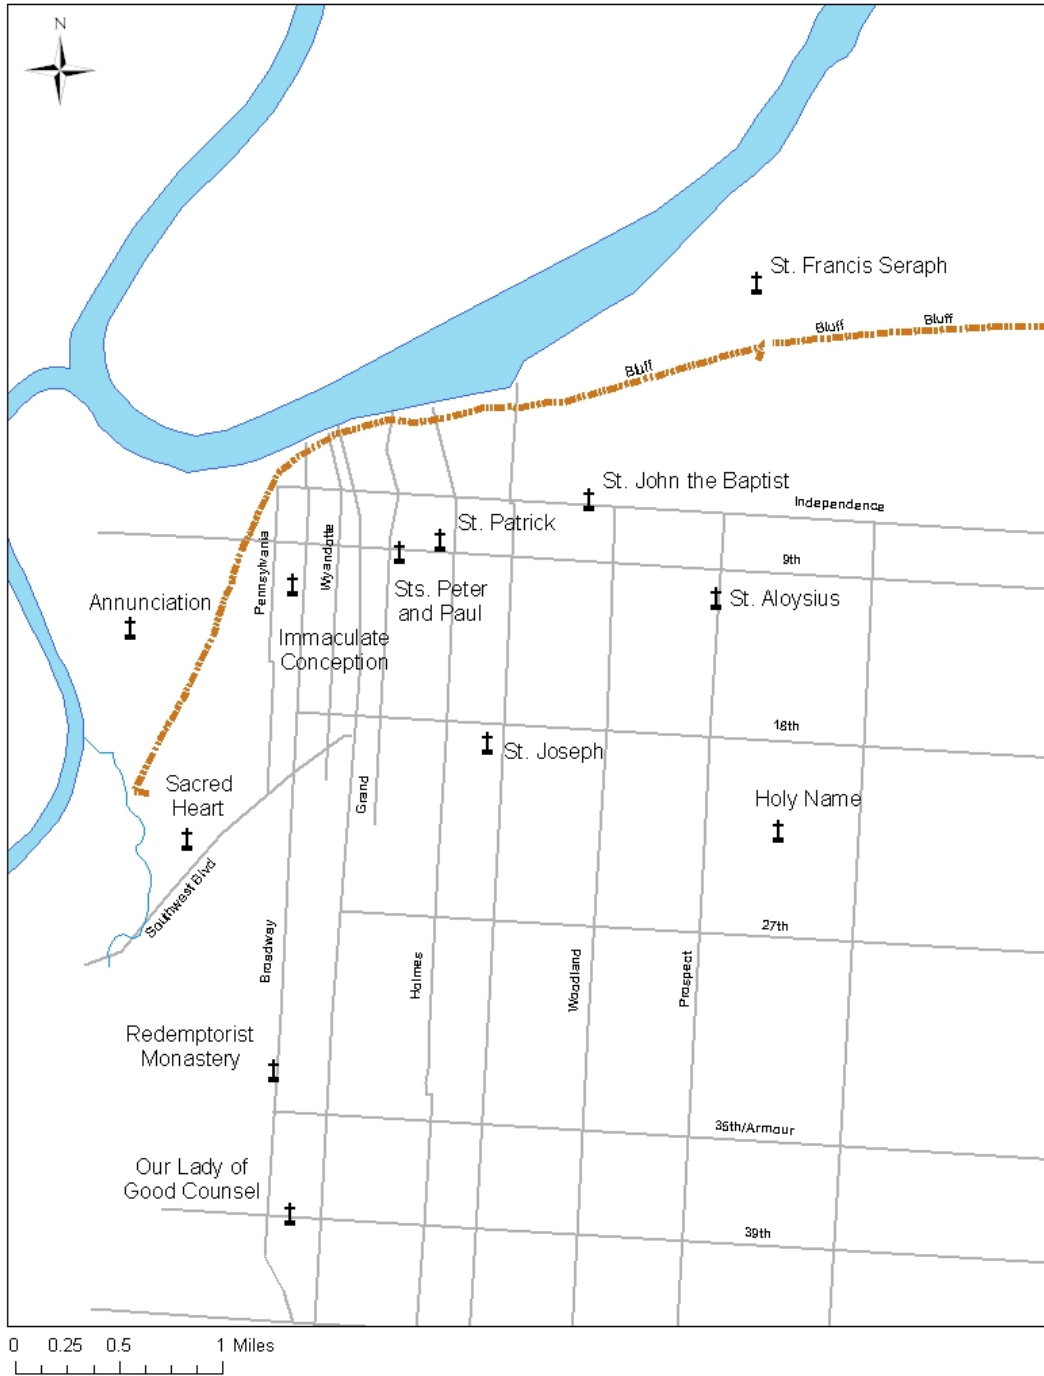 N
St. Francis Seraph
Bluff
Bluff
Bluff
St. John the Baptist
Independence
St. Patrick
Pennsylvania
Wyandotte
9th
Sts. Peter
and Paul
Annunciation
St. Aloysius
Immaculate
Conception
18th
St. Joseph
Sacred
Heart
Grand
Holy Name
Southwest Blvd
27th
Broadway
Holmes
Woodland
Prospect
Redemptorist
Monastery
35th/Armour
Our Lady of
Good Counsel
39th
0 0.25 0.5 1 Miles